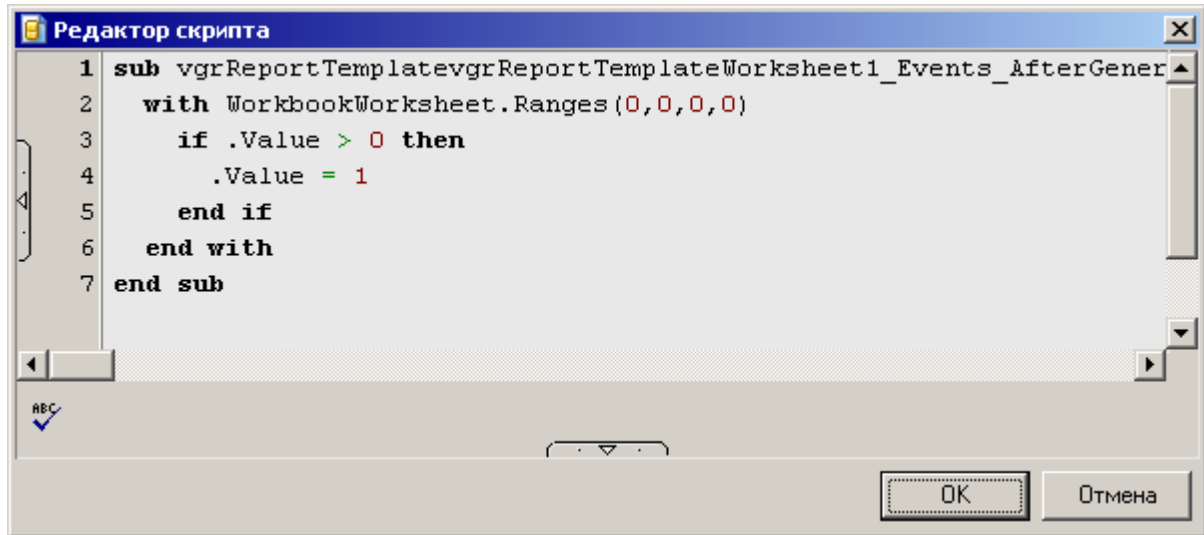 Редактор скрипта
1 sub vgrReportTemplatevgrReportTemplateWorksheet1_Events_AfterGener
2 with WorkbookWorksheet.Ranges(0,0,0,0)
3 if .Value > 0 then
4 .Value = 1
5 end if
6 end with
7 end sub
ABC
OK Отмена